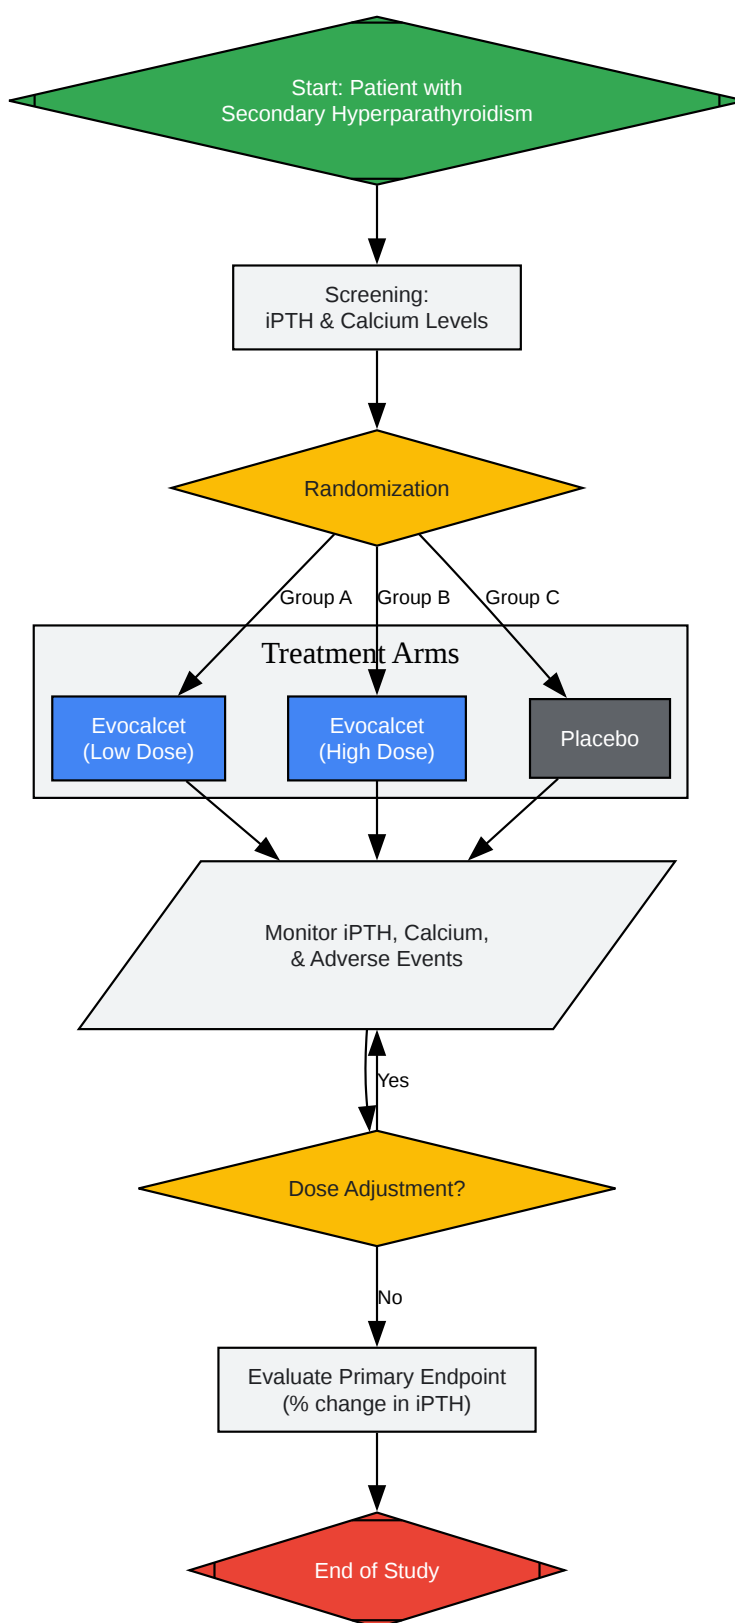 Start: Patient with
Secondary Hyperparathyroidism
Screening:
iPTH & Calcium Levels
Randomization
Group A
Group B
Group C
Treatment Arms
Evocalcet
(Low Dose)
Evocalcet
(High Dose)
Placebo
Monitor iPTH, Calcium,
& Adverse Events
Yes
Dose Adjustment?
No
Evaluate Primary Endpoint
(% change in iPTH)
End of Study